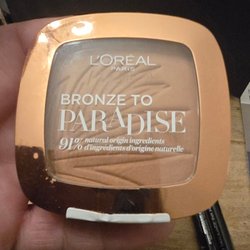 L'ORÉAL
PARIS
BRONZE TO
PARADISE
91% natural origin ingredients
d'ingrédients d'origine naturelle